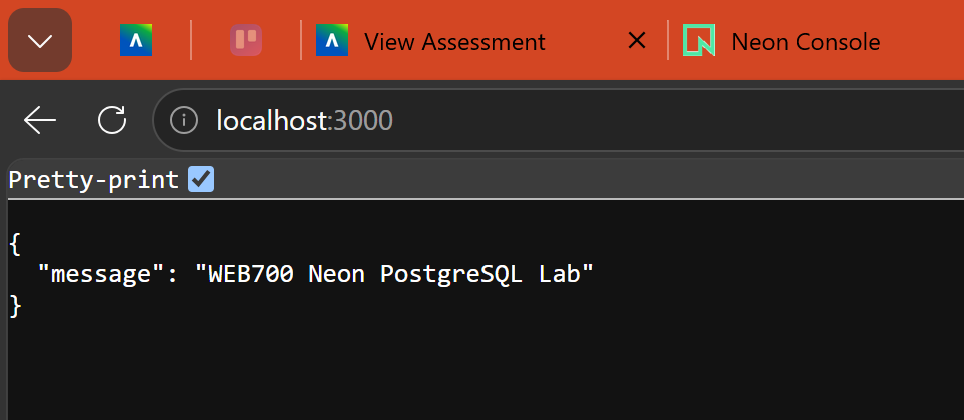 View Assessment
Neon Console
localhost:3000
Pretty-print
{
  "message": "WEB700 Neon PostgreSQL Lab"
}